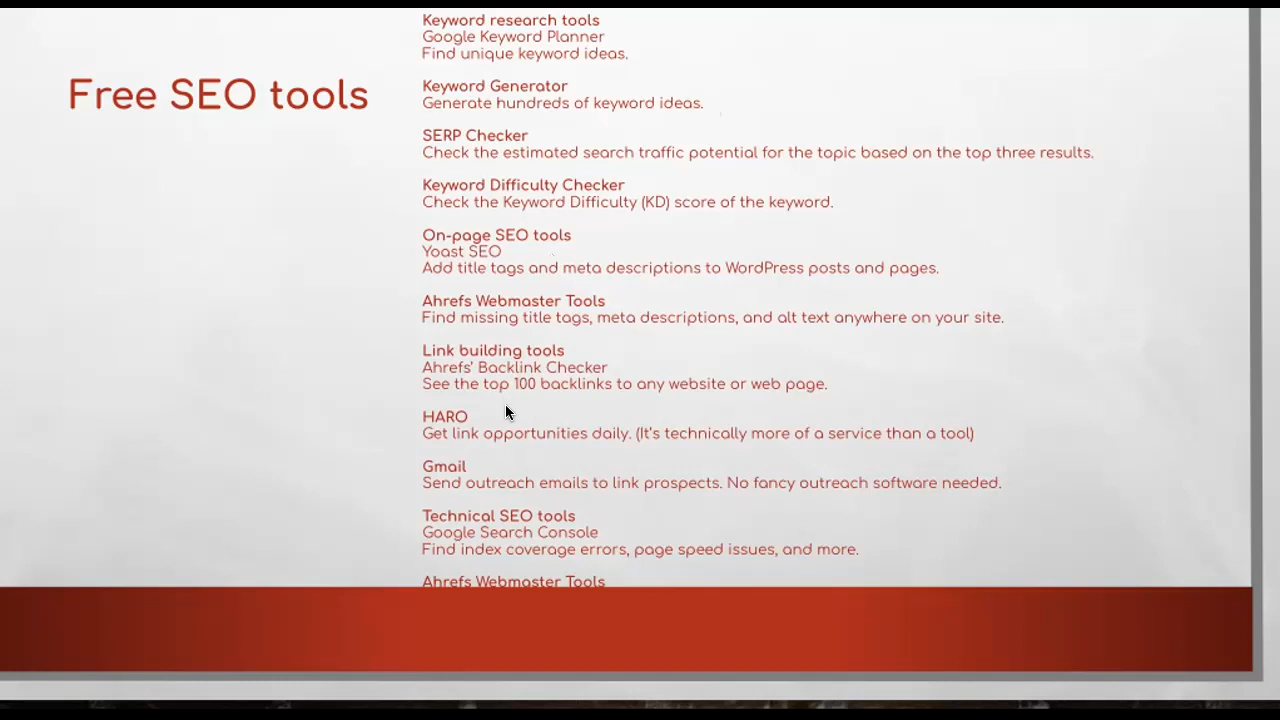 Free SEO tools
Keyword research tools
Google Keyword Planner
Find unique keyword ideas.
Keyword Generator
Generate hundreds of keyword ideas.
SERP Checker
Check the estimated search traffic potential for the topic based on the top three results.
Keyword Difficulty Checker
Check the Keyword Difficulty (KD) score of the keyword.
On-page SEO tools
Yoast SEO
Add title tags and meta descriptions to WordPress posts and pages.
Ahrefs Webmaster Tools
Find missing title tags, meta descriptions, and alt text anywhere on your site.
Link building tools
Ahrefs’ Backlink Checker
See the top 100 backlinks to any website or web page.
HARO
Get link opportunities daily. (It’s technically more of a service than a tool)
Gmail
Send outreach emails to link prospects. No fancy outreach software needed.
Technical SEO tools
Google Search Console
Find index coverage errors, page speed issues, and more.
Ahrefs Webmaster Tools